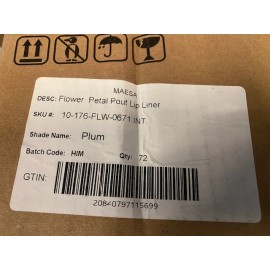 MAESA
DESC: Flower Petal Pout Lip Liner
SKU #: 10-176-FLW-0671 INT
Shade Name: Plum
Batch Code: HIM Qty: 72
GTIN:
20840797115699